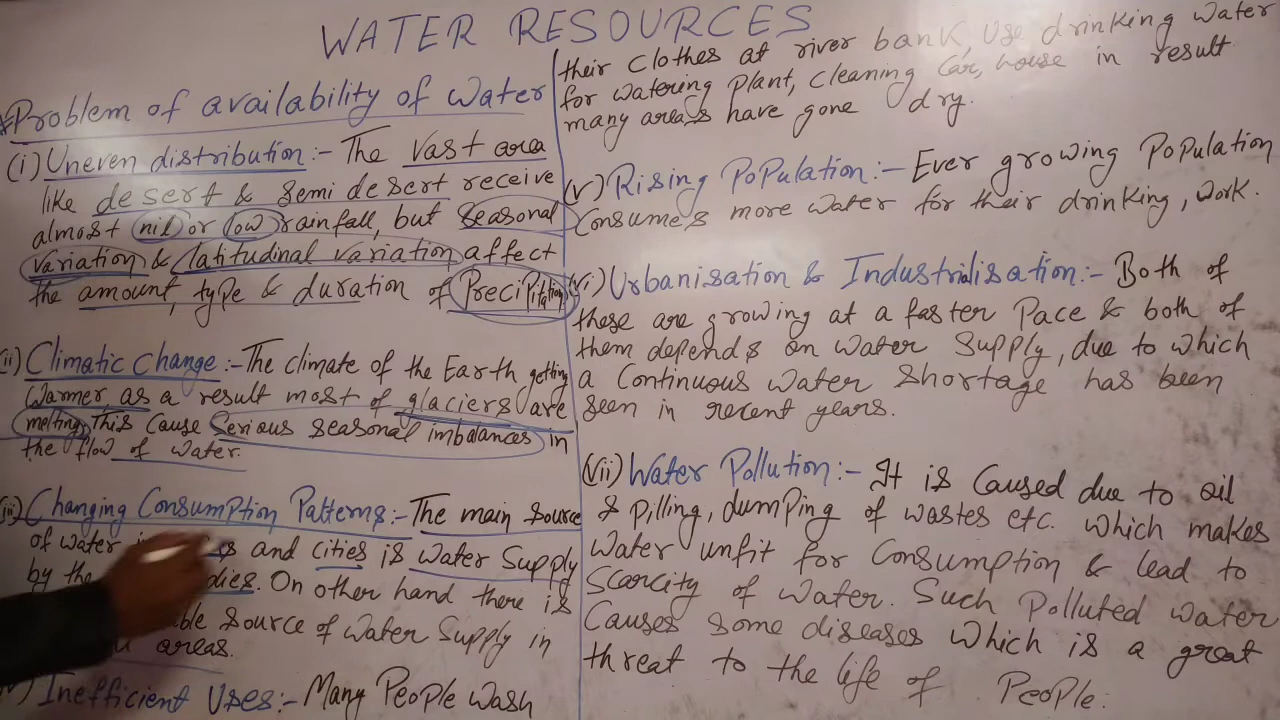 WATER RESOURCES
*Problem of availability of water
(i) Uneven distribution:- The vast area
like desert & semi desert receive
almost nil or low rainfall, but seasonal
variation & latitudinal variation affect
the amount, type & duration of Precipitation
(ii) Climatic Change:- The climate of the Earth getting
Warmer as a result most of glaciers are
melting. This cause Serious seasonal imbalances in
the flow of water.
(iii) Changing Consumption Patterns:- The main source
of water and cities is water supply
by the On other hand there is
source of water supply in
areas.
Inefficient Uses:- Many People wash
their clothes at river bank, use drinking water
for watering plant, cleaning Car, house in result
many areas have gone dry.
(v) Rising Population:- Ever growing Population
Consumes more water for their drinking, work.
vi) Urbanisation & Industrialisation:- Both of
these are growing at a faster Pace & both of
them depends on water supply, due to which
a Continuous water shortage has been
seen in recent years.
(vii) Water Pollution:- It is Caused due to oil
spilling, dumping of wastes etc. which makes
water unfit for Consumption & lead to
Scarcity of water. Such Polluted water
Causes some diseases which is a great
threat to the life of People.